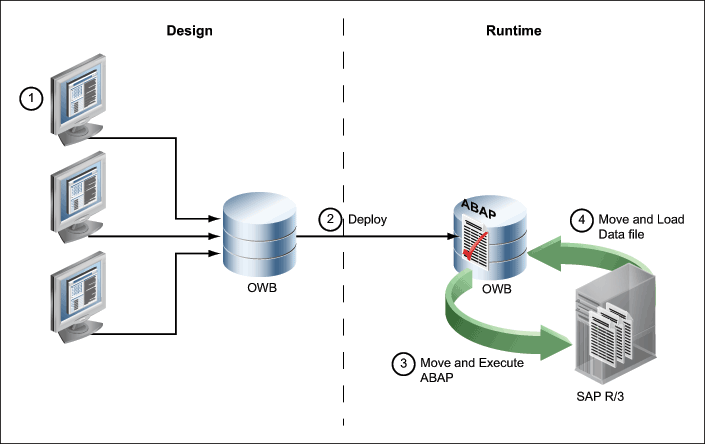 Design
Runtime
1
2 Deploy
ABAP
4 Move and Load
Data file
OWB
OWB
3 Move and Execute
ABAP
SAP R/3